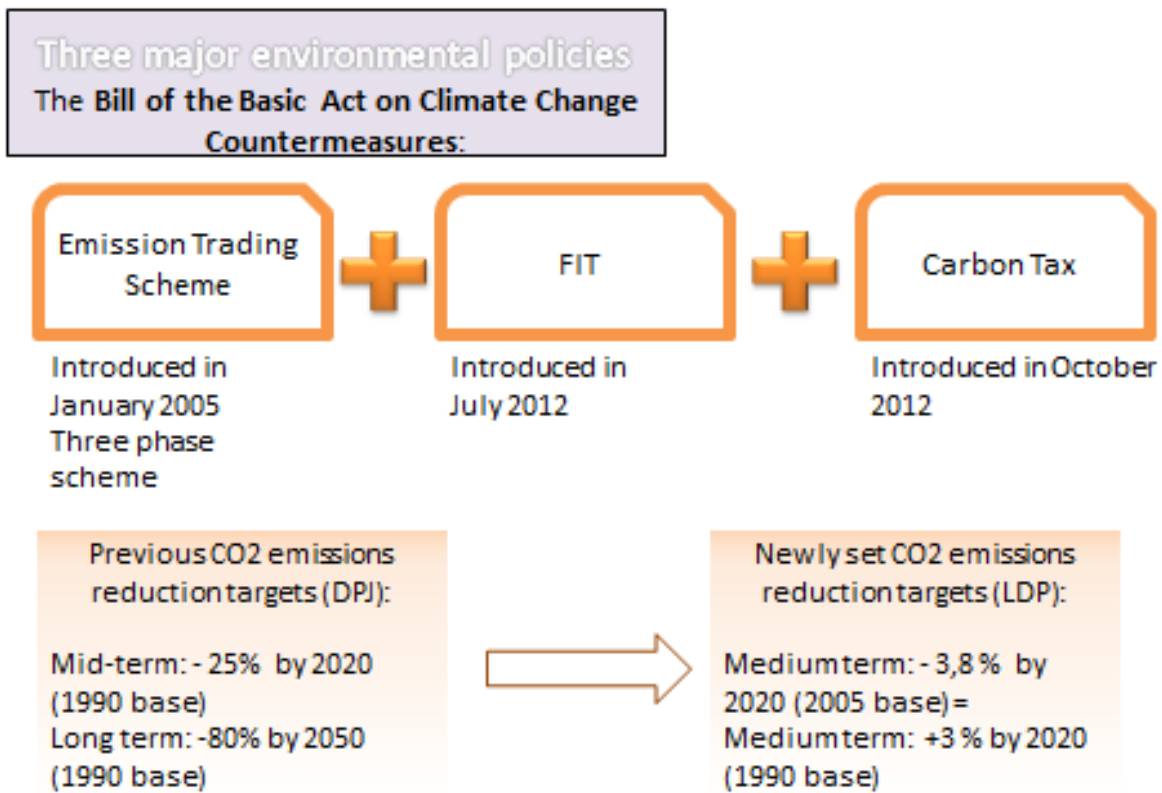 Three major environmental policies
The Bill of the Basic Act on Climate Change
Countermeasures:
Emission Trading
Scheme
FIT
Carbon Tax
Introduced in
January 2005
Three phase
scheme
Introduced in
July 2012
Introduced in October
2012
Previous CO2 emissions
reduction targets (DPJ):
Mid-term: - 25% by 2020
(1990 base)
Long term: -80% by 2050
(1990 base)
Newly set CO2 emissions
reduction targets (LDP):
Medium term: - 3,8 % by
2020 (2005 base) =
Medium term: +3 % by 2020
(1990 base)